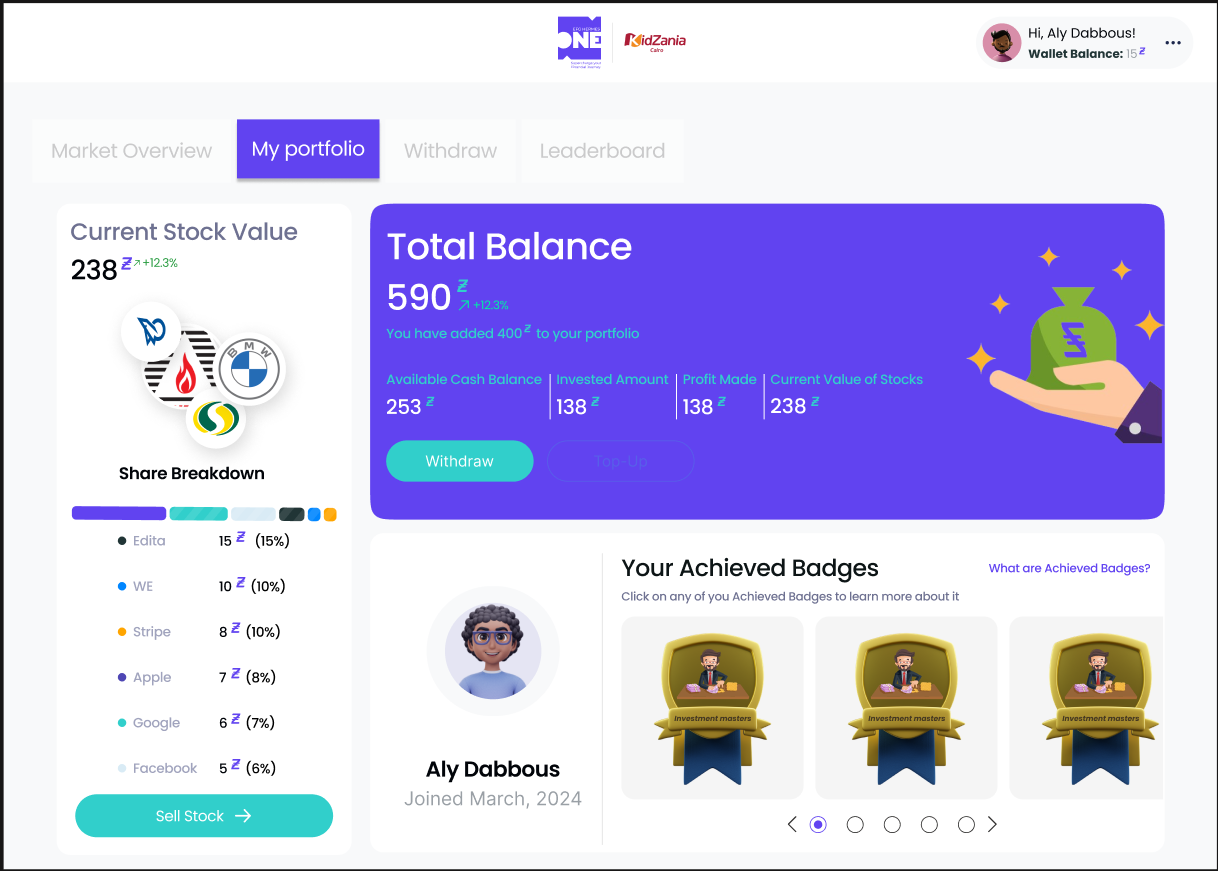 EFG HERMES
ONE
KidZania
Cairo
Hi, Aly Dabbous!
Wallet Balance: 15 Ƶ
Market Overview
My portfolio
Withdraw
Leaderboard
Current Stock Value
238 Ƶ +12.3%
BMW
Share Breakdown
Edita 15 Ƶ (15%)
WE 10 Ƶ (10%)
Stripe 8 Ƶ (10%)
Apple 7 Ƶ (8%)
Google 6 Ƶ (7%)
Facebook 5 Ƶ (6%)
Sell Stock →
Total Balance
590 Ƶ
+12.3%
You have added 400 Ƶ to your portfolio
Available Cash Balance
253 Ƶ
Invested Amount
138 Ƶ
Profit Made
138 Ƶ
Current Value of Stocks
238 Ƶ
Withdraw
Top-Up
Ƶ
Aly Dabbous
Joined March, 2024
Your Achieved Badges
What are Achieved Badges?
Click on any of you Achieved Badges to learn more about it
Investment masters
Investment masters
Investment masters